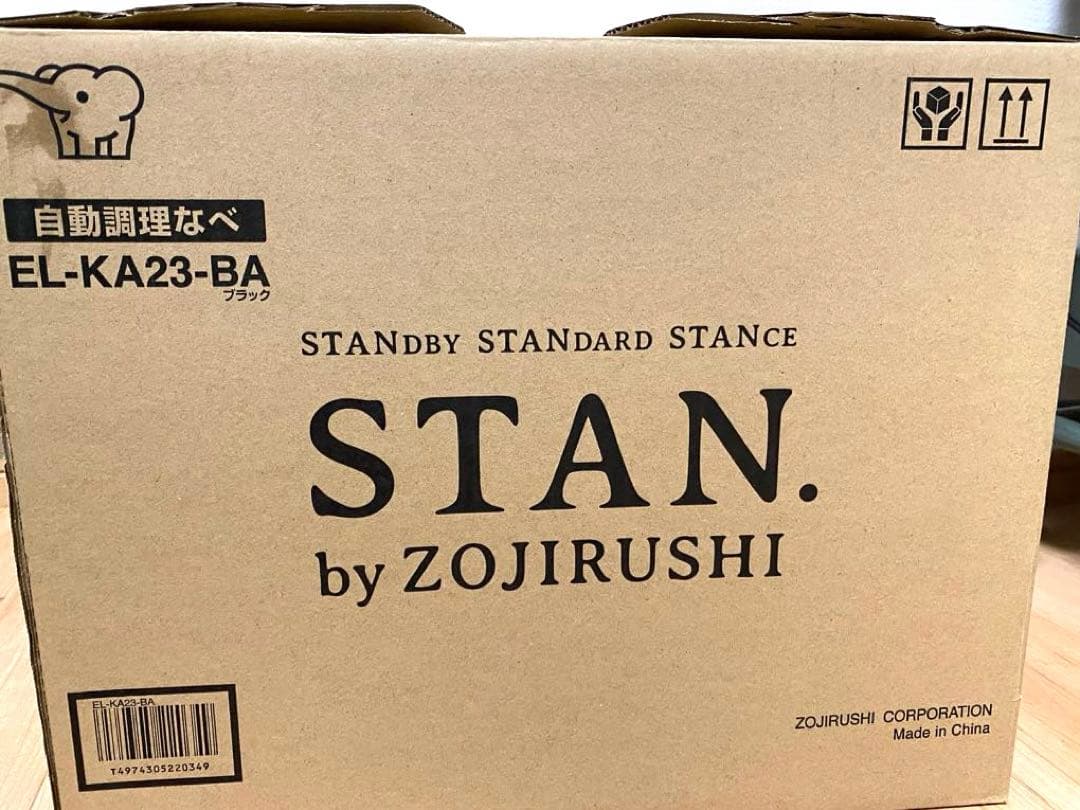 自動調理なべ
EL-KA23-BA
ブラック
STANDBY STANDARD STANCE
STAN.
by ZOJIRUSHI
EL-KA23-BA
T4974305220349
ZOJIRUSHI CORPORATION
Made in China